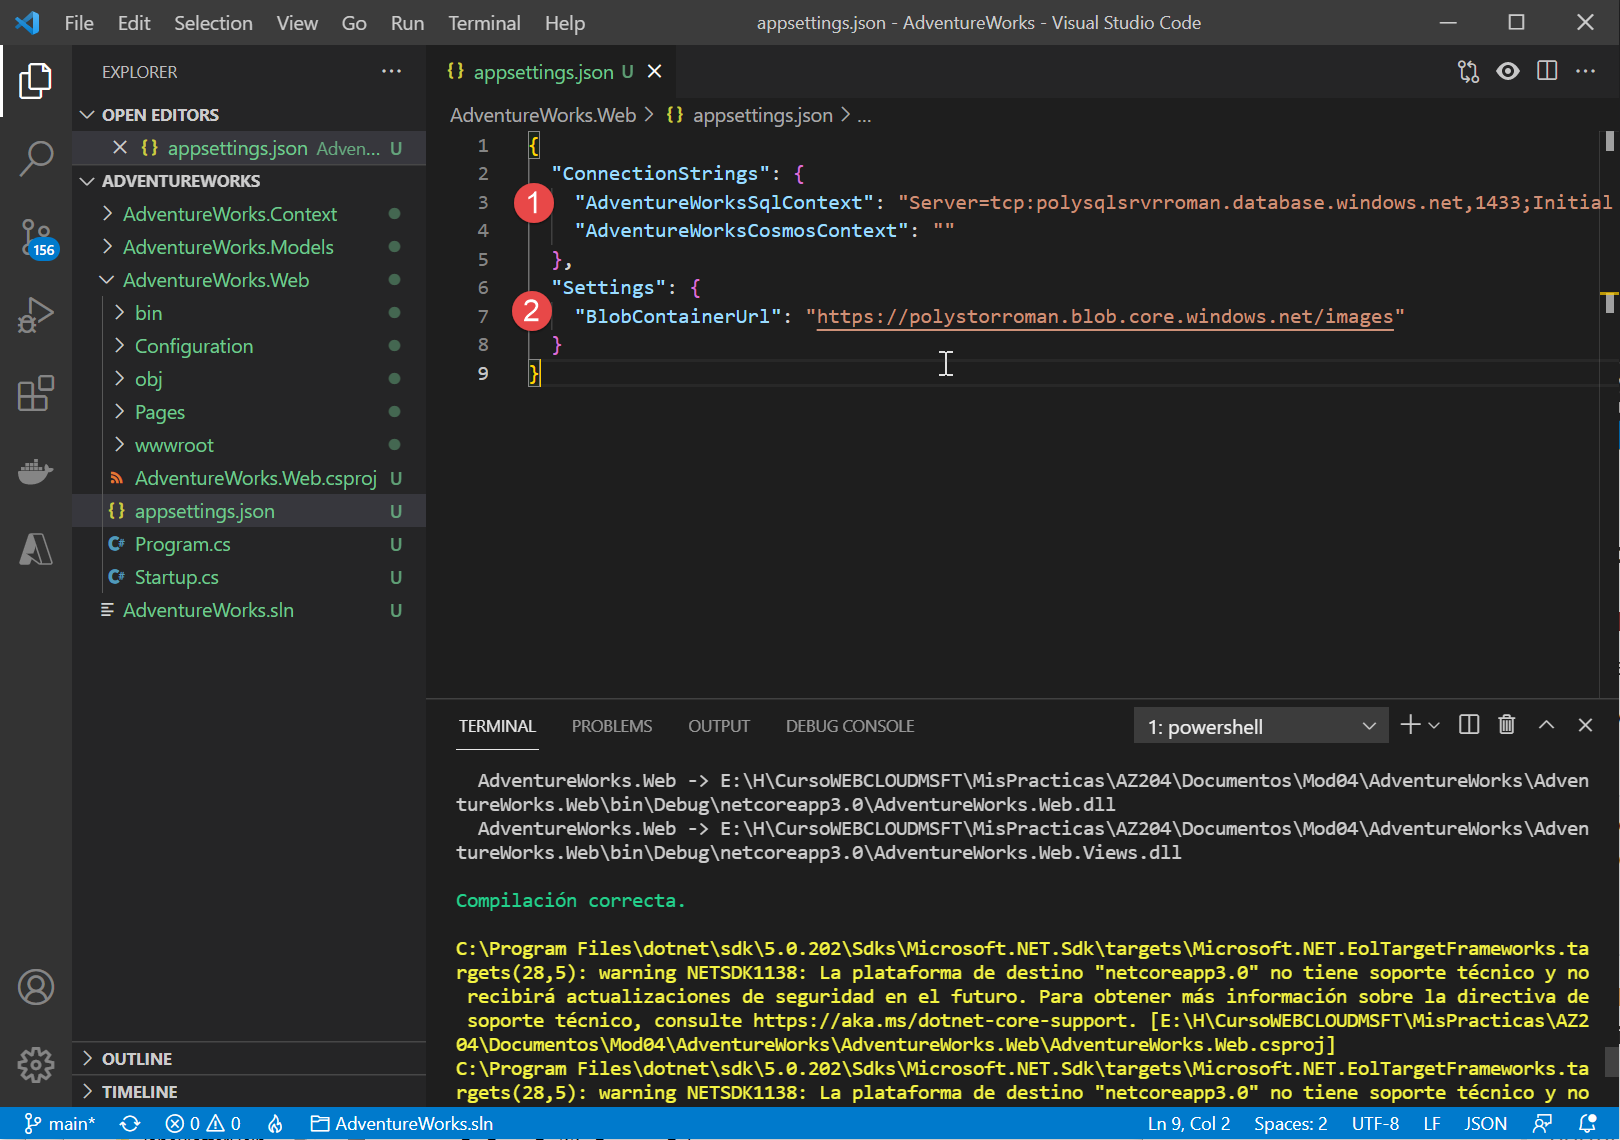 File Edit Selection View Go Run Terminal Help
appsettings.json - AdventureWorks - Visual Studio Code
EXPLORER
OPEN EDITORS
appsettings.json Adven... U
ADVENTUREWORKS
AdventureWorks.Context
AdventureWorks.Models
AdventureWorks.Web
bin
Configuration
obj
Pages
wwwroot
AdventureWorks.Web.csproj U
{} appsettings.json U
C# Program.cs U
C# Startup.cs U
AdventureWorks.sln U
OUTLINE
TIMELINE
156
{} appsettings.json U
AdventureWorks.Web > {} appsettings.json > ...
1 {
2 "ConnectionStrings": {
1
3 "AdventureWorksSqlContext": "Server=tcp:polysqlsrvrroman.database.windows.net,1433;Initial
4 "AdventureWorksCosmosContext": ""
5 },
6 "Settings": {
2
7 "BlobContainerUrl": "https://polystorroman.blob.core.windows.net/images"
8 }
9 }
TERMINAL PROBLEMS OUTPUT DEBUG CONSOLE
1: powershell
AdventureWorks.Web -> E:\H\CursoWEBCLOUDMSFT\MisPracticas\AZ204\Documentos\Mod04\AdventureWorks\Adven
tureWorks.Web\bin\Debug\netcoreapp3.0\AdventureWorks.Web.dll
AdventureWorks.Web -> E:\H\CursoWEBCLOUDMSFT\MisPracticas\AZ204\Documentos\Mod04\AdventureWorks\Adven
tureWorks.Web\bin\Debug\netcoreapp3.0\AdventureWorks.Web.Views.dll
Compilación correcta.
C:\Program Files\dotnet\sdk\5.0.202\Sdks\Microsoft.NET.Sdk\targets\Microsoft.NET.EolTargetFrameworks.ta
rgets(28,5): warning NETSDK1138: La plataforma de destino "netcoreapp3.0" no tiene soporte técnico y no
recibirá actualizaciones de seguridad en el futuro. Para obtener más información sobre la directiva de
soporte técnico, consulte https://aka.ms/dotnet-core-support. [E:\H\CursoWEBCLOUDMSFT\MisPracticas\AZ2
04\Documentos\Mod04\AdventureWorks\AdventureWorks.Web\AdventureWorks.Web.csproj]
C:\Program Files\dotnet\sdk\5.0.202\Sdks\Microsoft.NET.Sdk\targets\Microsoft.NET.EolTargetFrameworks.ta
rgets(28,5): warning NETSDK1138: La plataforma de destino "netcoreapp3.0" no tiene soporte técnico y no
main* 0 0 AdventureWorks.sln Ln 9, Col 2 Spaces: 2 UTF-8 LF JSON